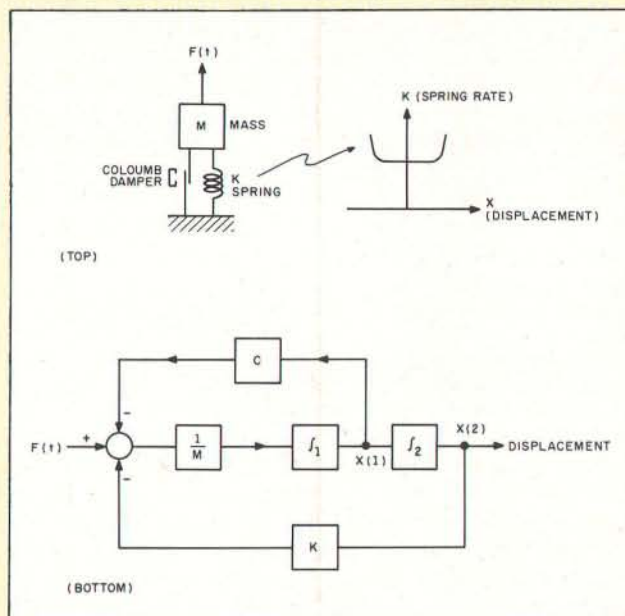 F(t)
K (SPRING RATE)
M MASS
COLOUMB
DAMPER
C
K
SPRING
X
(DISPLACEMENT)
(TOP)
C
F(t) + − − 1/M ∫₁ X(1) ∫₂ X(2) DISPLACEMENT
K
(BOTTOM)